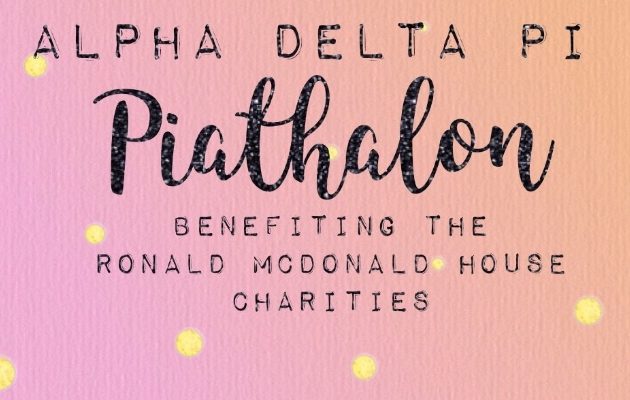 ALPHA DELTA PI
Piathalon
BENEFITING THE
RONALD MCDONALD HOUSE
CHARITIES